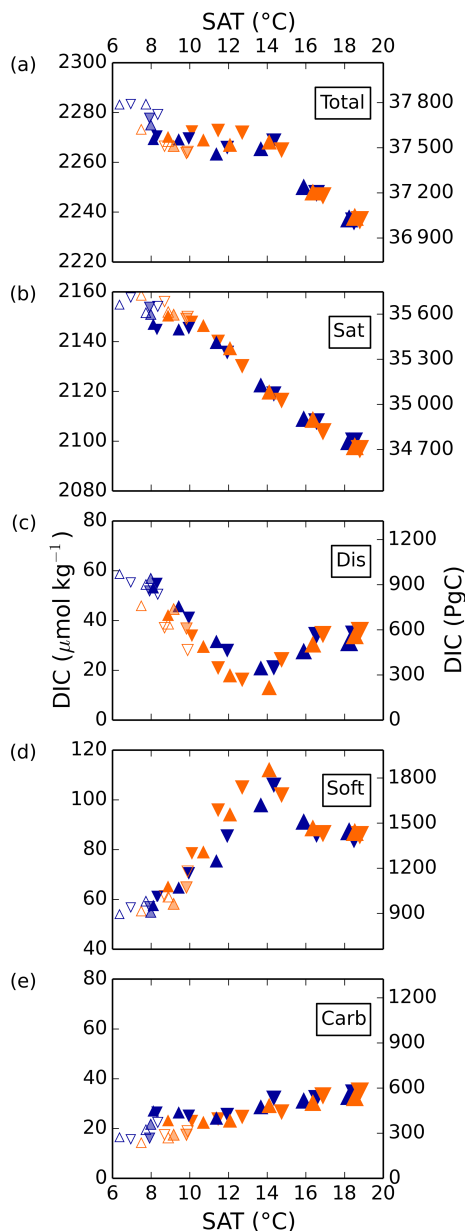 SAT (°C)
6 8 10 12 14 16 18 20
(a)
2300
2280
2260
2240
2220
Total
37 800
37 500
37 200
36 900
(b)
2160
2140
2120
2100
2080
Sat
35 600
35 300
35 000
34 700
(c)
80
60
40
20
0
Dis
1200
900
600
300
0
DIC (μmol kg⁻¹)
DIC (PgC)
(d)
120
100
80
60
40
Soft
1800
1500
1200
900
(e)
80
60
40
20
0
Carb
1200
900
600
300
0
6 8 10 12 14 16 18 20
SAT (°C)